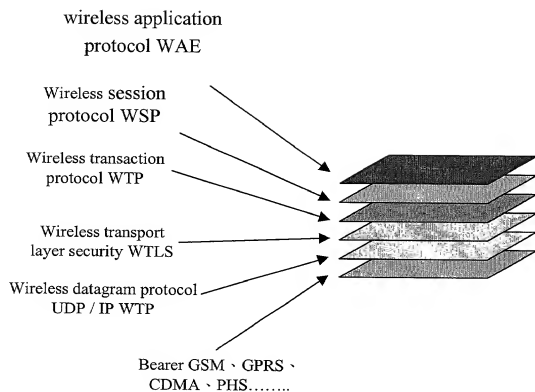 wireless application
protocol WAE
Wireless session
protocol WSP
Wireless transaction
protocol WTP
Wireless transport
layer security WTLS
Wireless datagram protocol
UDP / IP WTP
Bearer GSM、GPRS、
CDMA、PHS……..